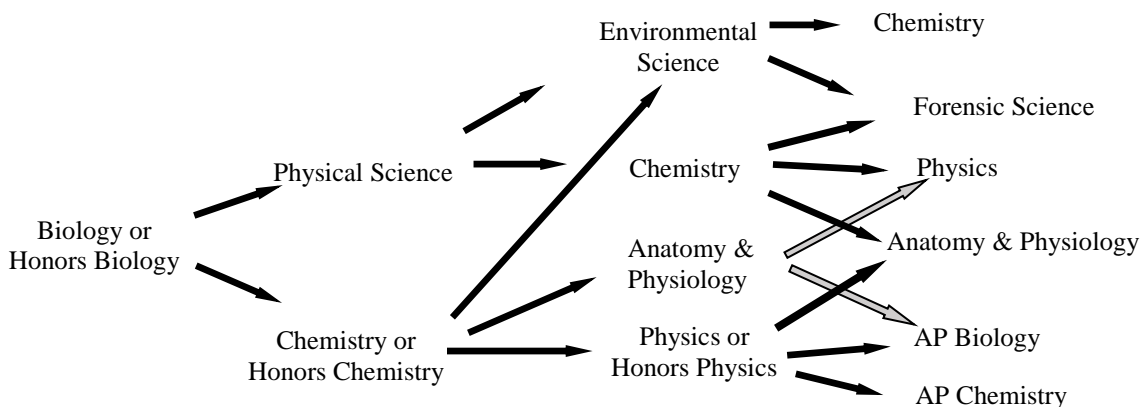 Environmental
Science
Chemistry
Forensic Science
Physical Science
Chemistry
Physics
Biology or
Honors Biology
Anatomy &
Physiology
Anatomy & Physiology
Chemistry or
Honors Chemistry
Physics or
Honors Physics
AP Biology
AP Chemistry